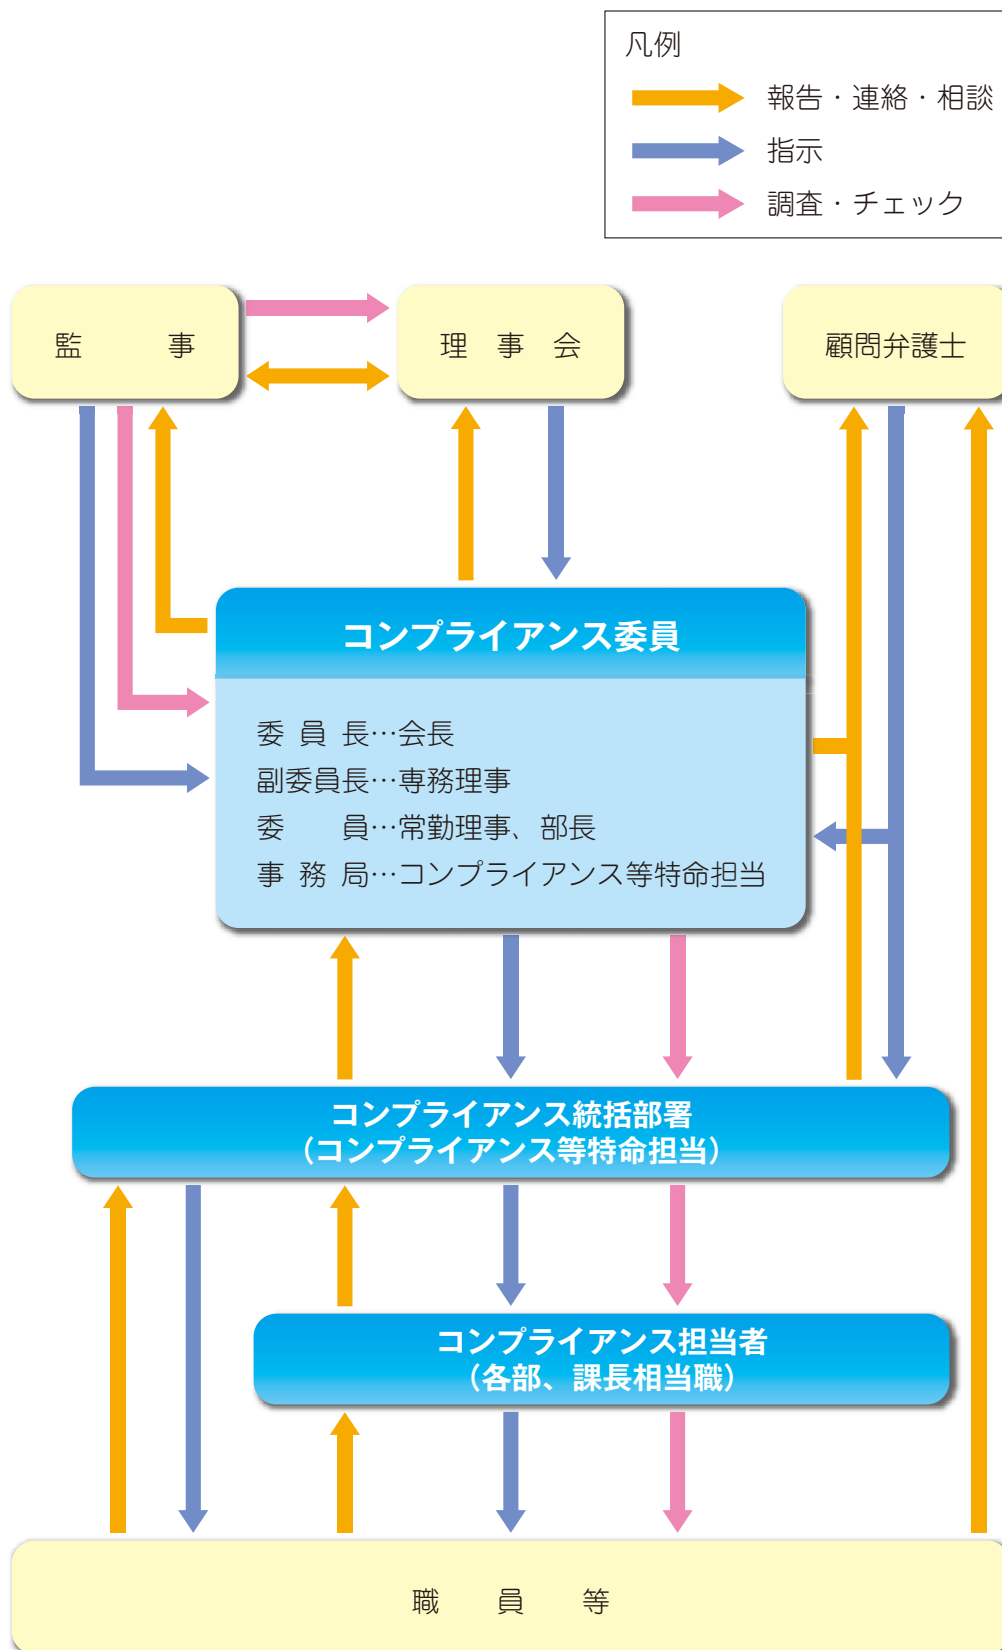 凡例
報告・連絡・相談
指示
調査・チェック
監　　事
理事会
顧問弁護士
コンプライアンス委員
委員長…会長
副委員長…専務理事
委　　員…常勤理事、部長
事務局…コンプライアンス等特命担当
コンプライアンス統括部署
（コンプライアンス等特命担当）
コンプライアンス担当者
（各部、課長相当職）
職　員　等